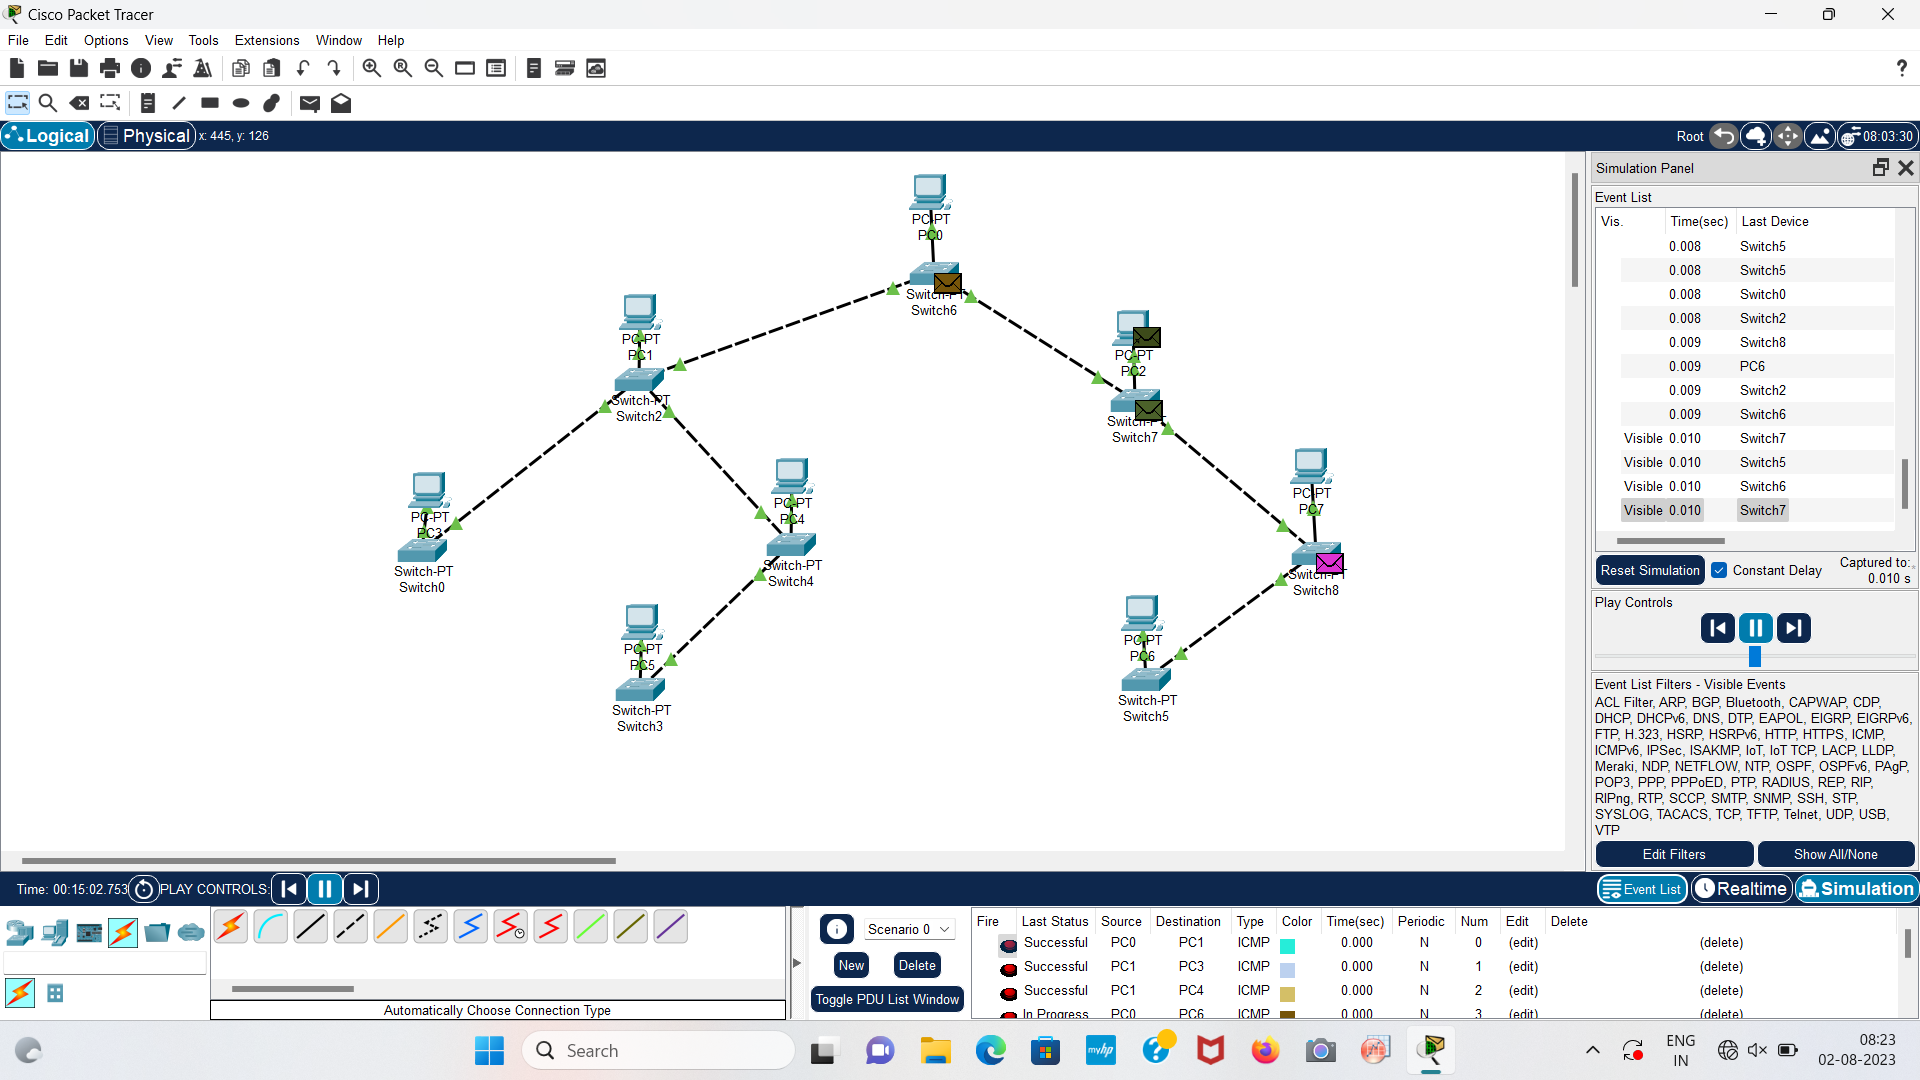 Cisco Packet Tracer
File Edit Options View Tools Extensions Window Help
?
Logical Physical x: 445, y: 126 Root 08:03:30
PC-PT
PC0
Switch-PT
Switch6
PC-PT
PC1
Switch-PT
Switch2
PC-PT
PC2
Switch7
PC-PT
PC3
Switch-PT
Switch0
PC-PT
PC4
Switch-PT
Switch4
PC-PT
PC7
Switch-PT
Switch8
PC-PT
PC5
Switch-PT
Switch3
PC-PT
PC6
Switch-PT
Switch5
Simulation Panel
Event List
Vis. Time(sec) Last Device
0.008 Switch5
0.008 Switch5
0.008 Switch0
0.008 Switch2
0.009 Switch8
0.009 PC6
0.009 Switch2
0.009 Switch6
Visible 0.010 Switch7
Visible 0.010 Switch5
Visible 0.010 Switch6
Visible 0.010 Switch7
Reset Simulation Constant Delay Captured to:
0.010 s
Play Controls
Event List Filters - Visible Events
ACL Filter, ARP, BGP, Bluetooth, CAPWAP, CDP,
DHCP, DHCPv6, DNS, DTP, EAPOL, EIGRP, EIGRPv6,
FTP, H.323, HSRP, HSRPv6, HTTP, HTTPS, ICMP,
ICMPv6, IPSec, ISAKMP, IoT, IoT TCP, LACP, LLDP,
Meraki, NDP, NETFLOW, NTP, OSPF, OSPFv6, PAgP,
POP3, PPP, PPPoED, PTP, RADIUS, REP, RIP,
RIPng, RTP, SCCP, SMTP, SNMP, SSH, STP,
SYSLOG, TACACS, TCP, TFTP, Telnet, UDP, USB,
VTP
Edit Filters Show All/None
Time: 00:15:02.753 PLAY CONTROLS: Event List Realtime Simulation
Automatically Choose Connection Type
Scenario 0
New Delete
Toggle PDU List Window
Fire Last Status Source Destination Type Color Time(sec) Periodic Num Edit Delete
Successful PC0 PC1 ICMP 0.000 N 0 (edit) (delete)
Successful PC1 PC3 ICMP 0.000 N 1 (edit) (delete)
Successful PC1 PC4 ICMP 0.000 N 2 (edit) (delete)
In Progress PC0 PC6 ICMP 0.000 N 3 (edit) (delete)
Search
myhp
ENG
IN
08:23
02-08-2023